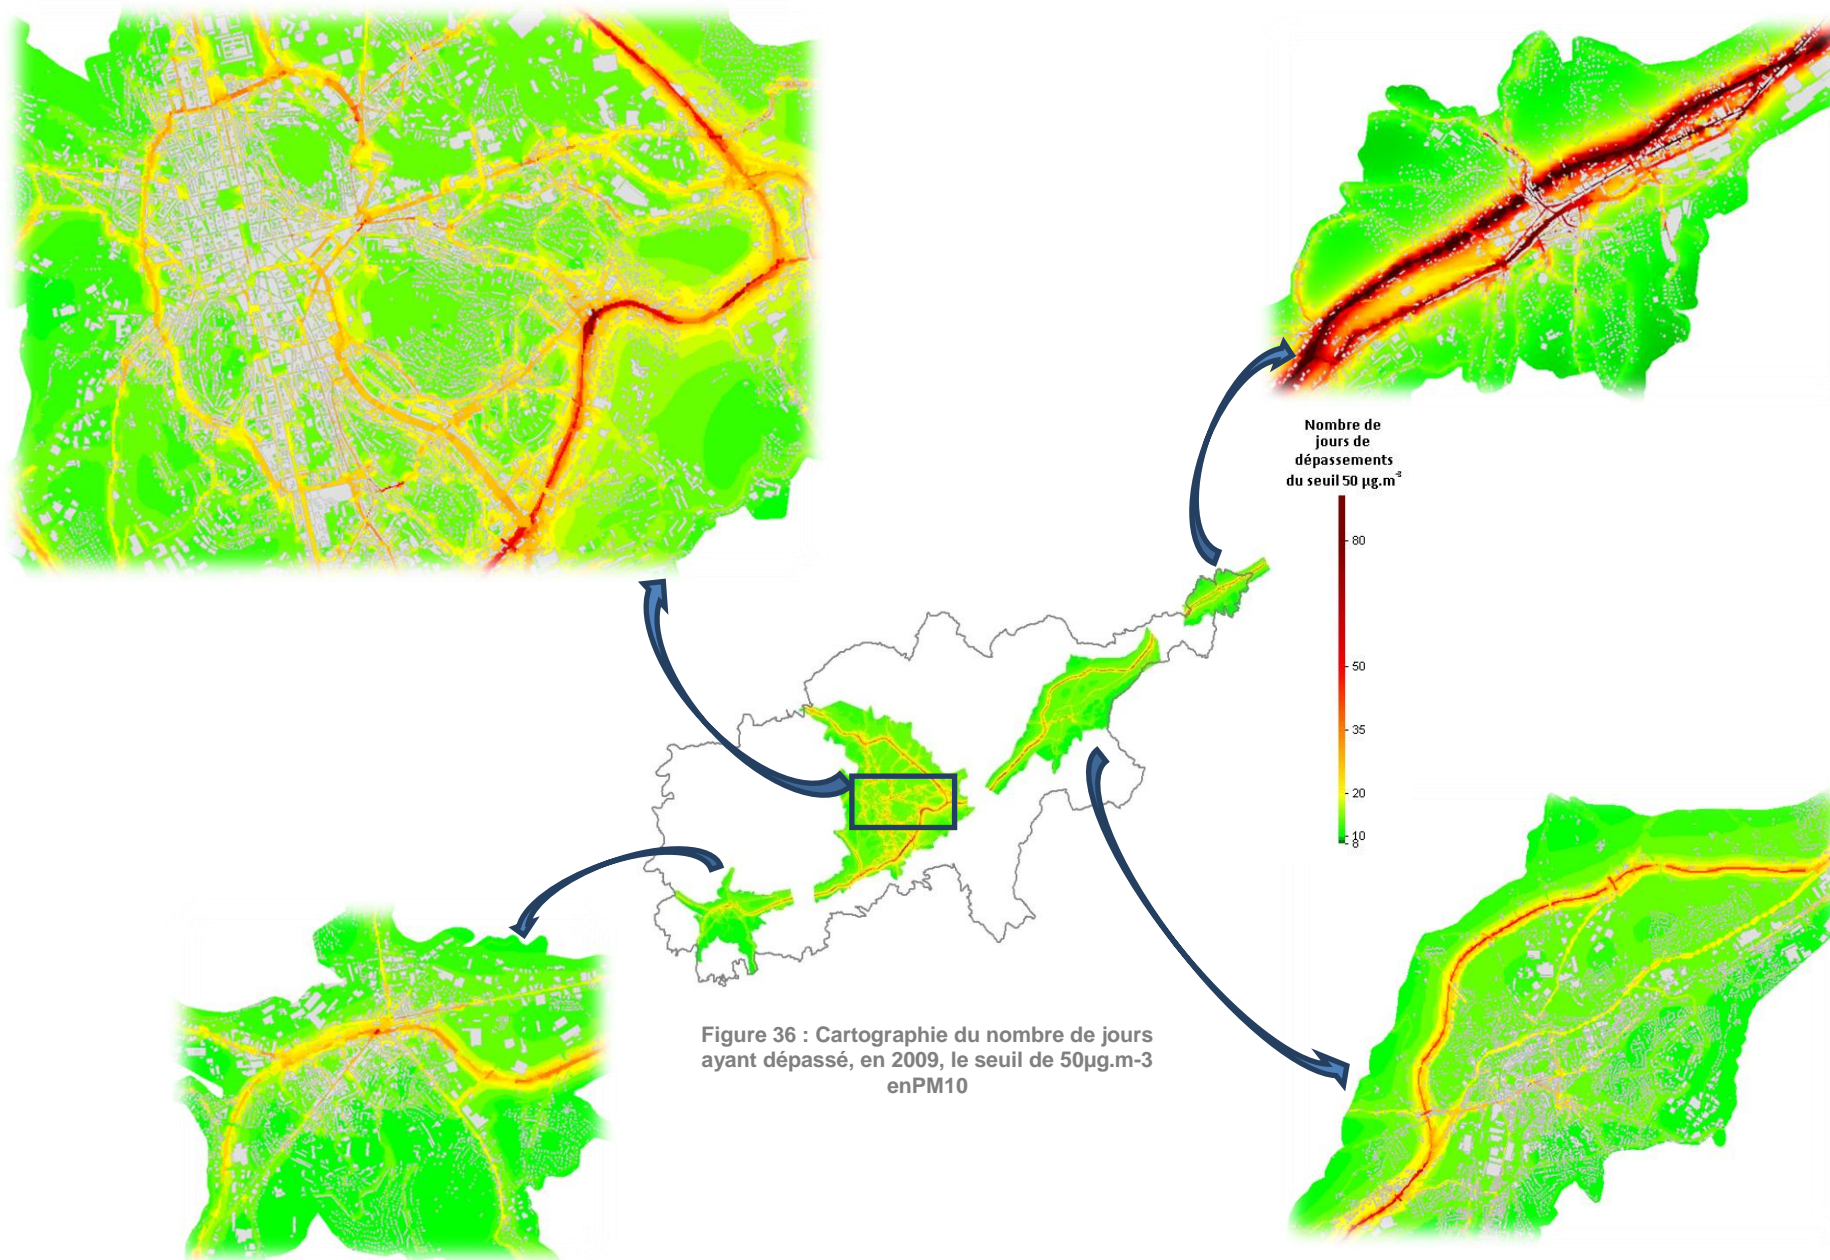 Nombre de
jours de
dépassements
du seuil 50 µg.m⁻³
80
50
35
20
10
8
Figure 36 : Cartographie du nombre de jours
ayant dépassé, en 2009, le seuil de 50µg.m-3
enPM10